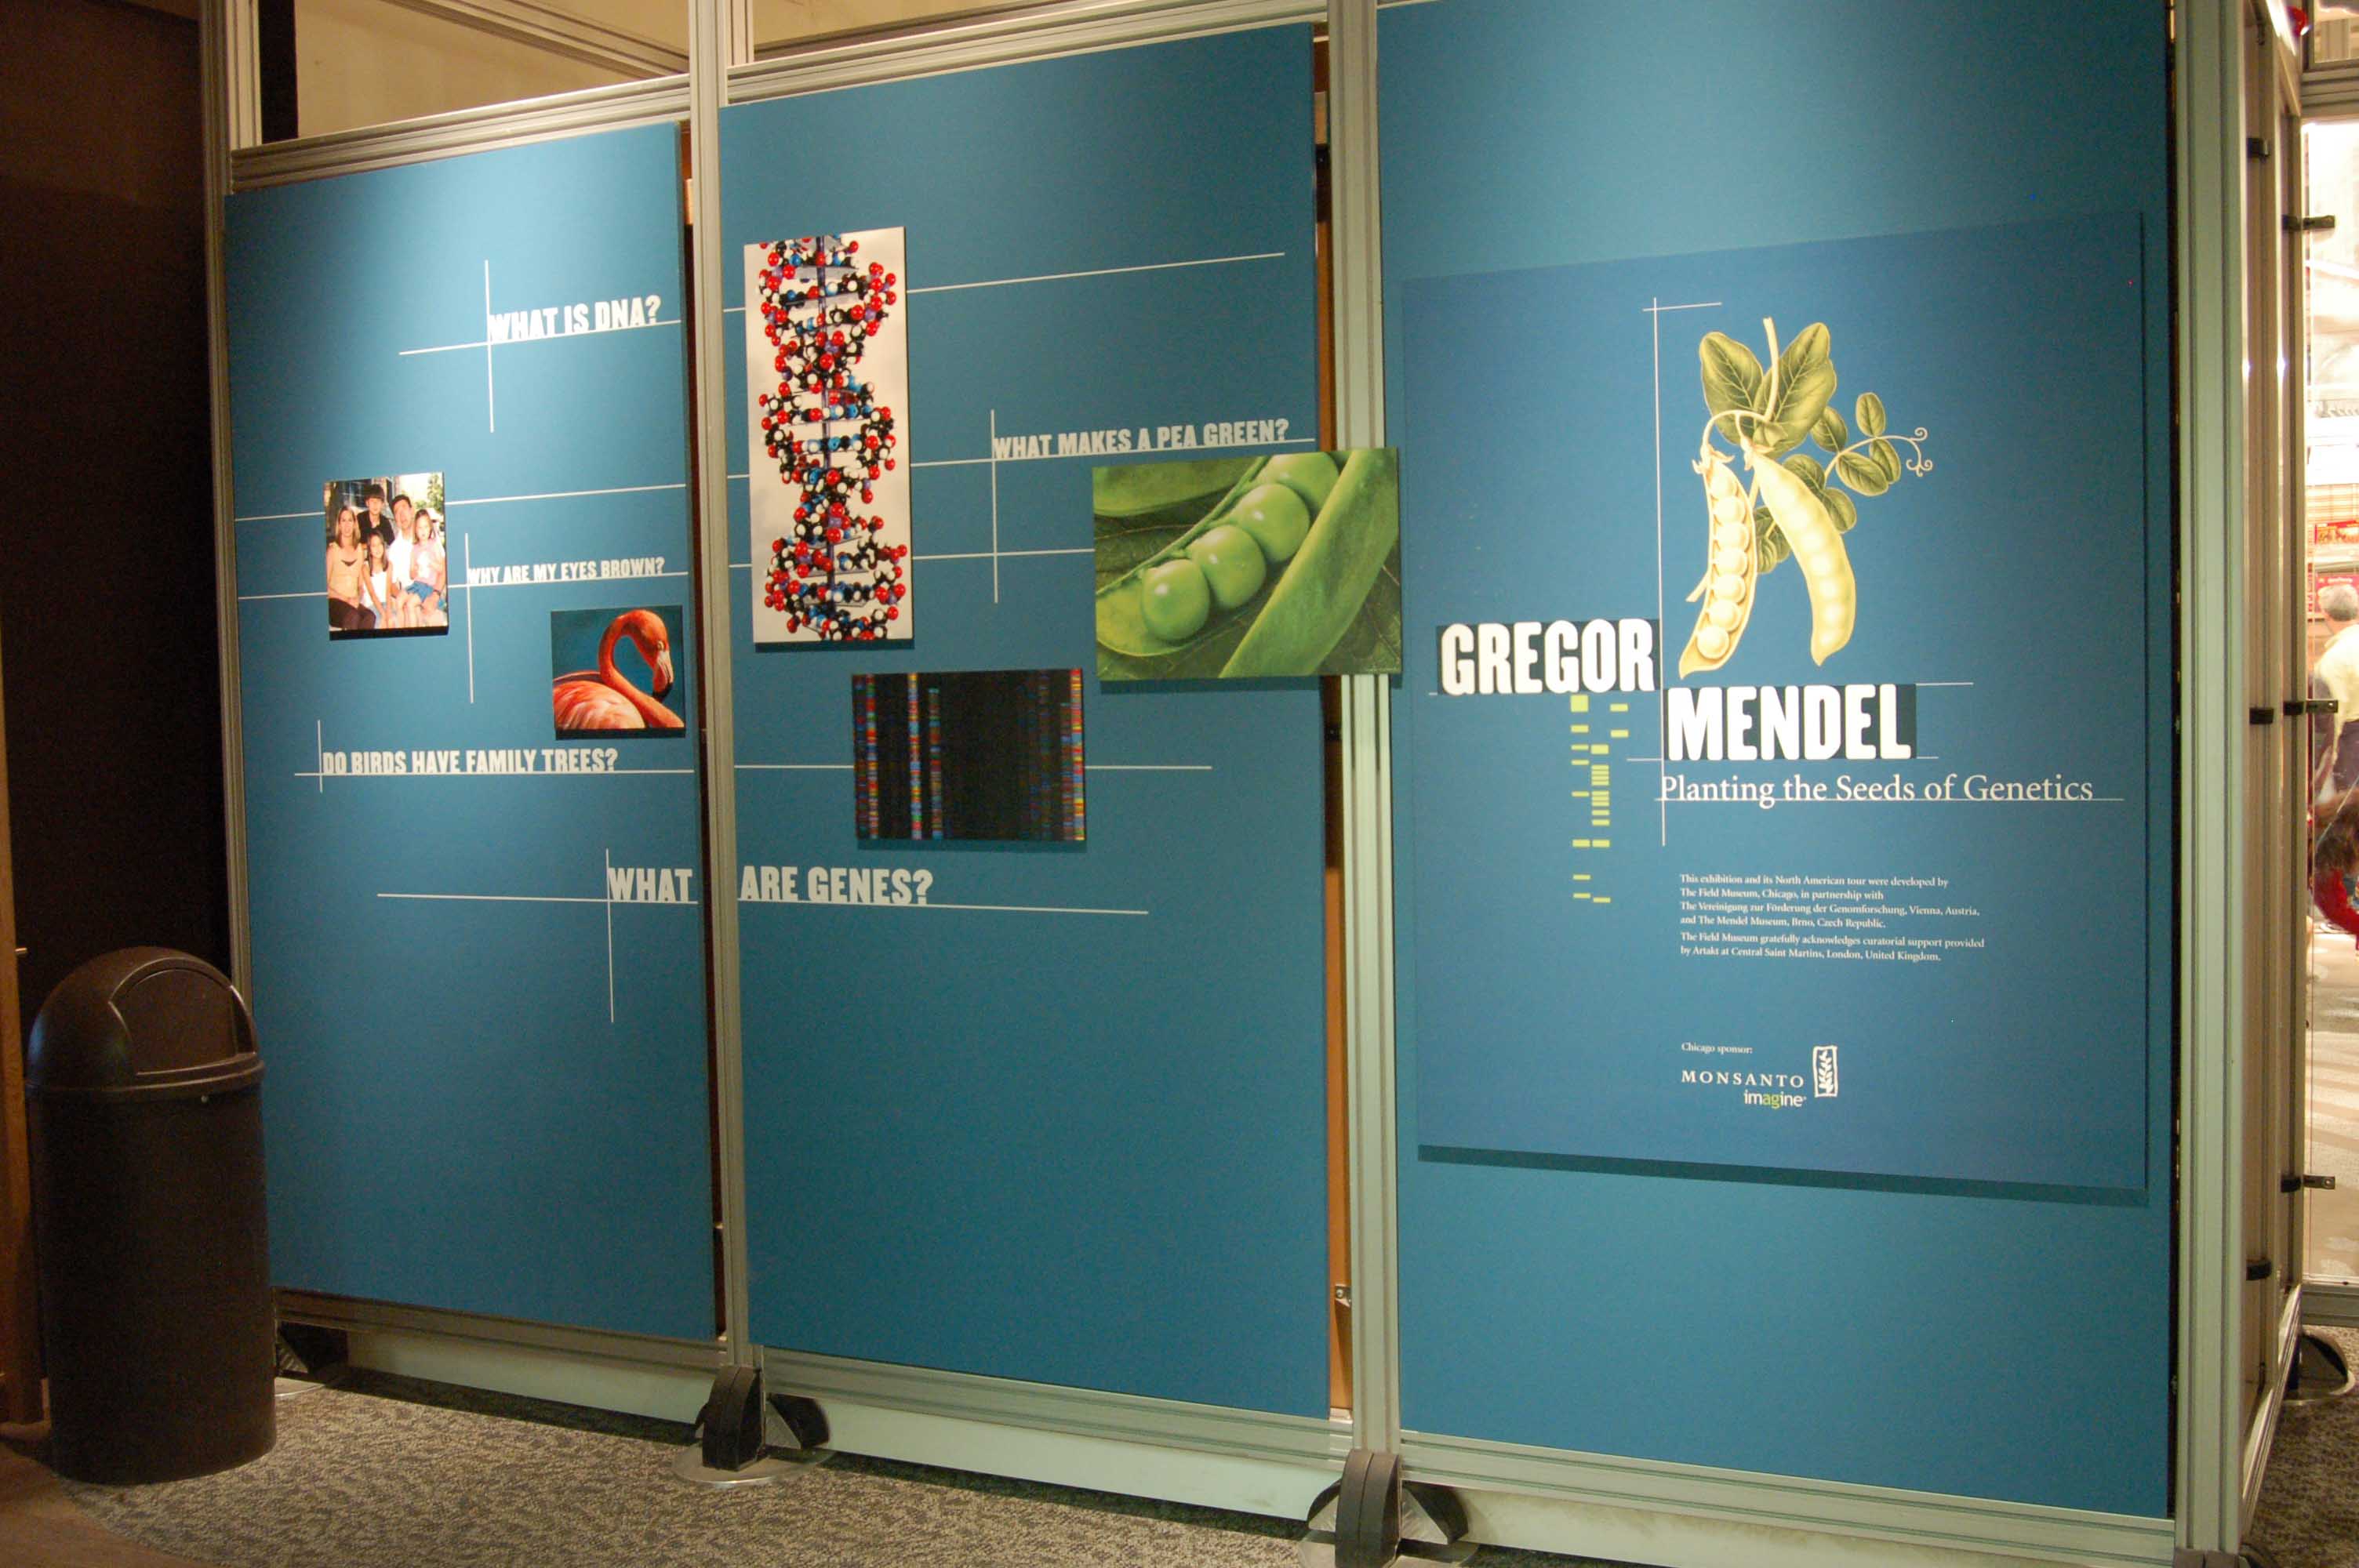 WHAT IS DNA?
WHY ARE MY EYES BROWN?
DO BIRDS HAVE FAMILY TREES?
WHAT ARE GENES?
WHAT MAKES A PEA GREEN?
GREGOR
MENDEL
Planting the Seeds of Genetics
This exhibition and its North American tour were developed by
The Field Museum, Chicago, in partnership with
The Vereinigung zur Förderung der Genomforschung, Vienna, Austria,
and The Mendel Museum, Brno, Czech Republic.
The Field Museum gratefully acknowledges curatorial support provided
by Artakt at Central Saint Martins, London, United Kingdom.
Chicago sponsor:
MONSANTO
imagine